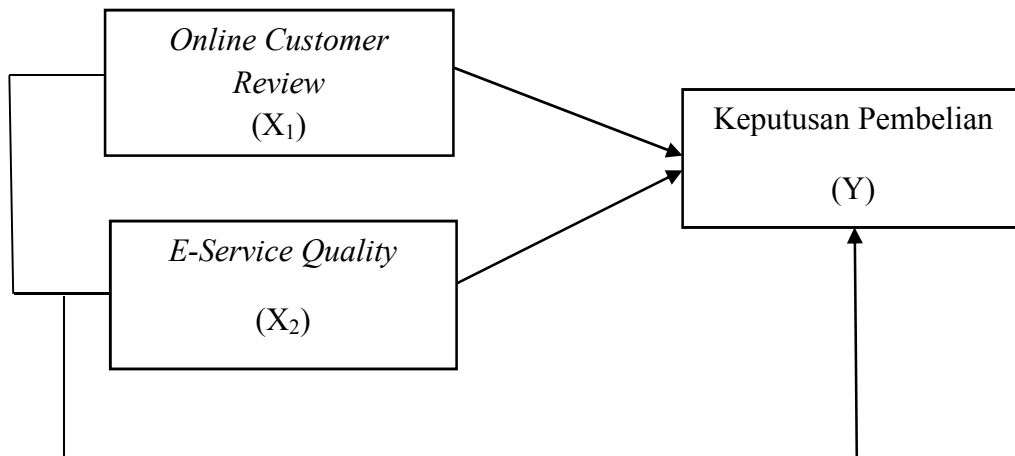 Online Customer
Review
(X₁)
Keputusan Pembelian
(Y)
E-Service Quality
(X₂)